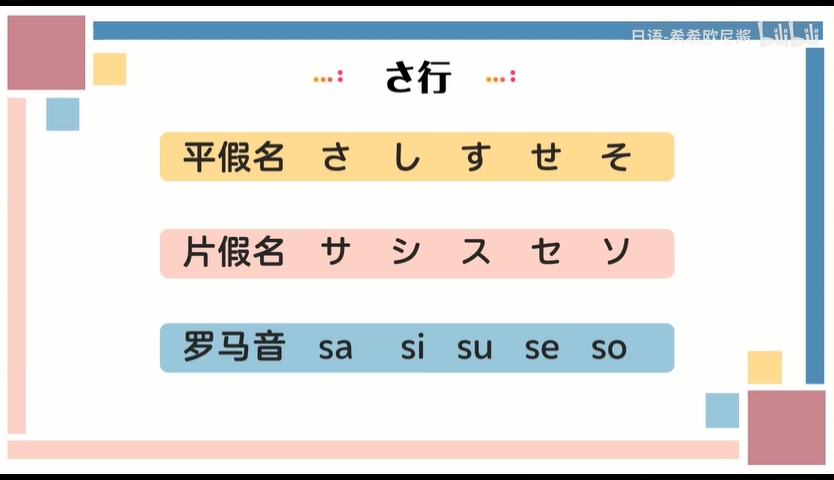 日语-希希欧尼酱 bilibili
さ行
平假名 さ し す せ そ
片假名 サ シ ス セ ソ
罗马音 sa si su se so